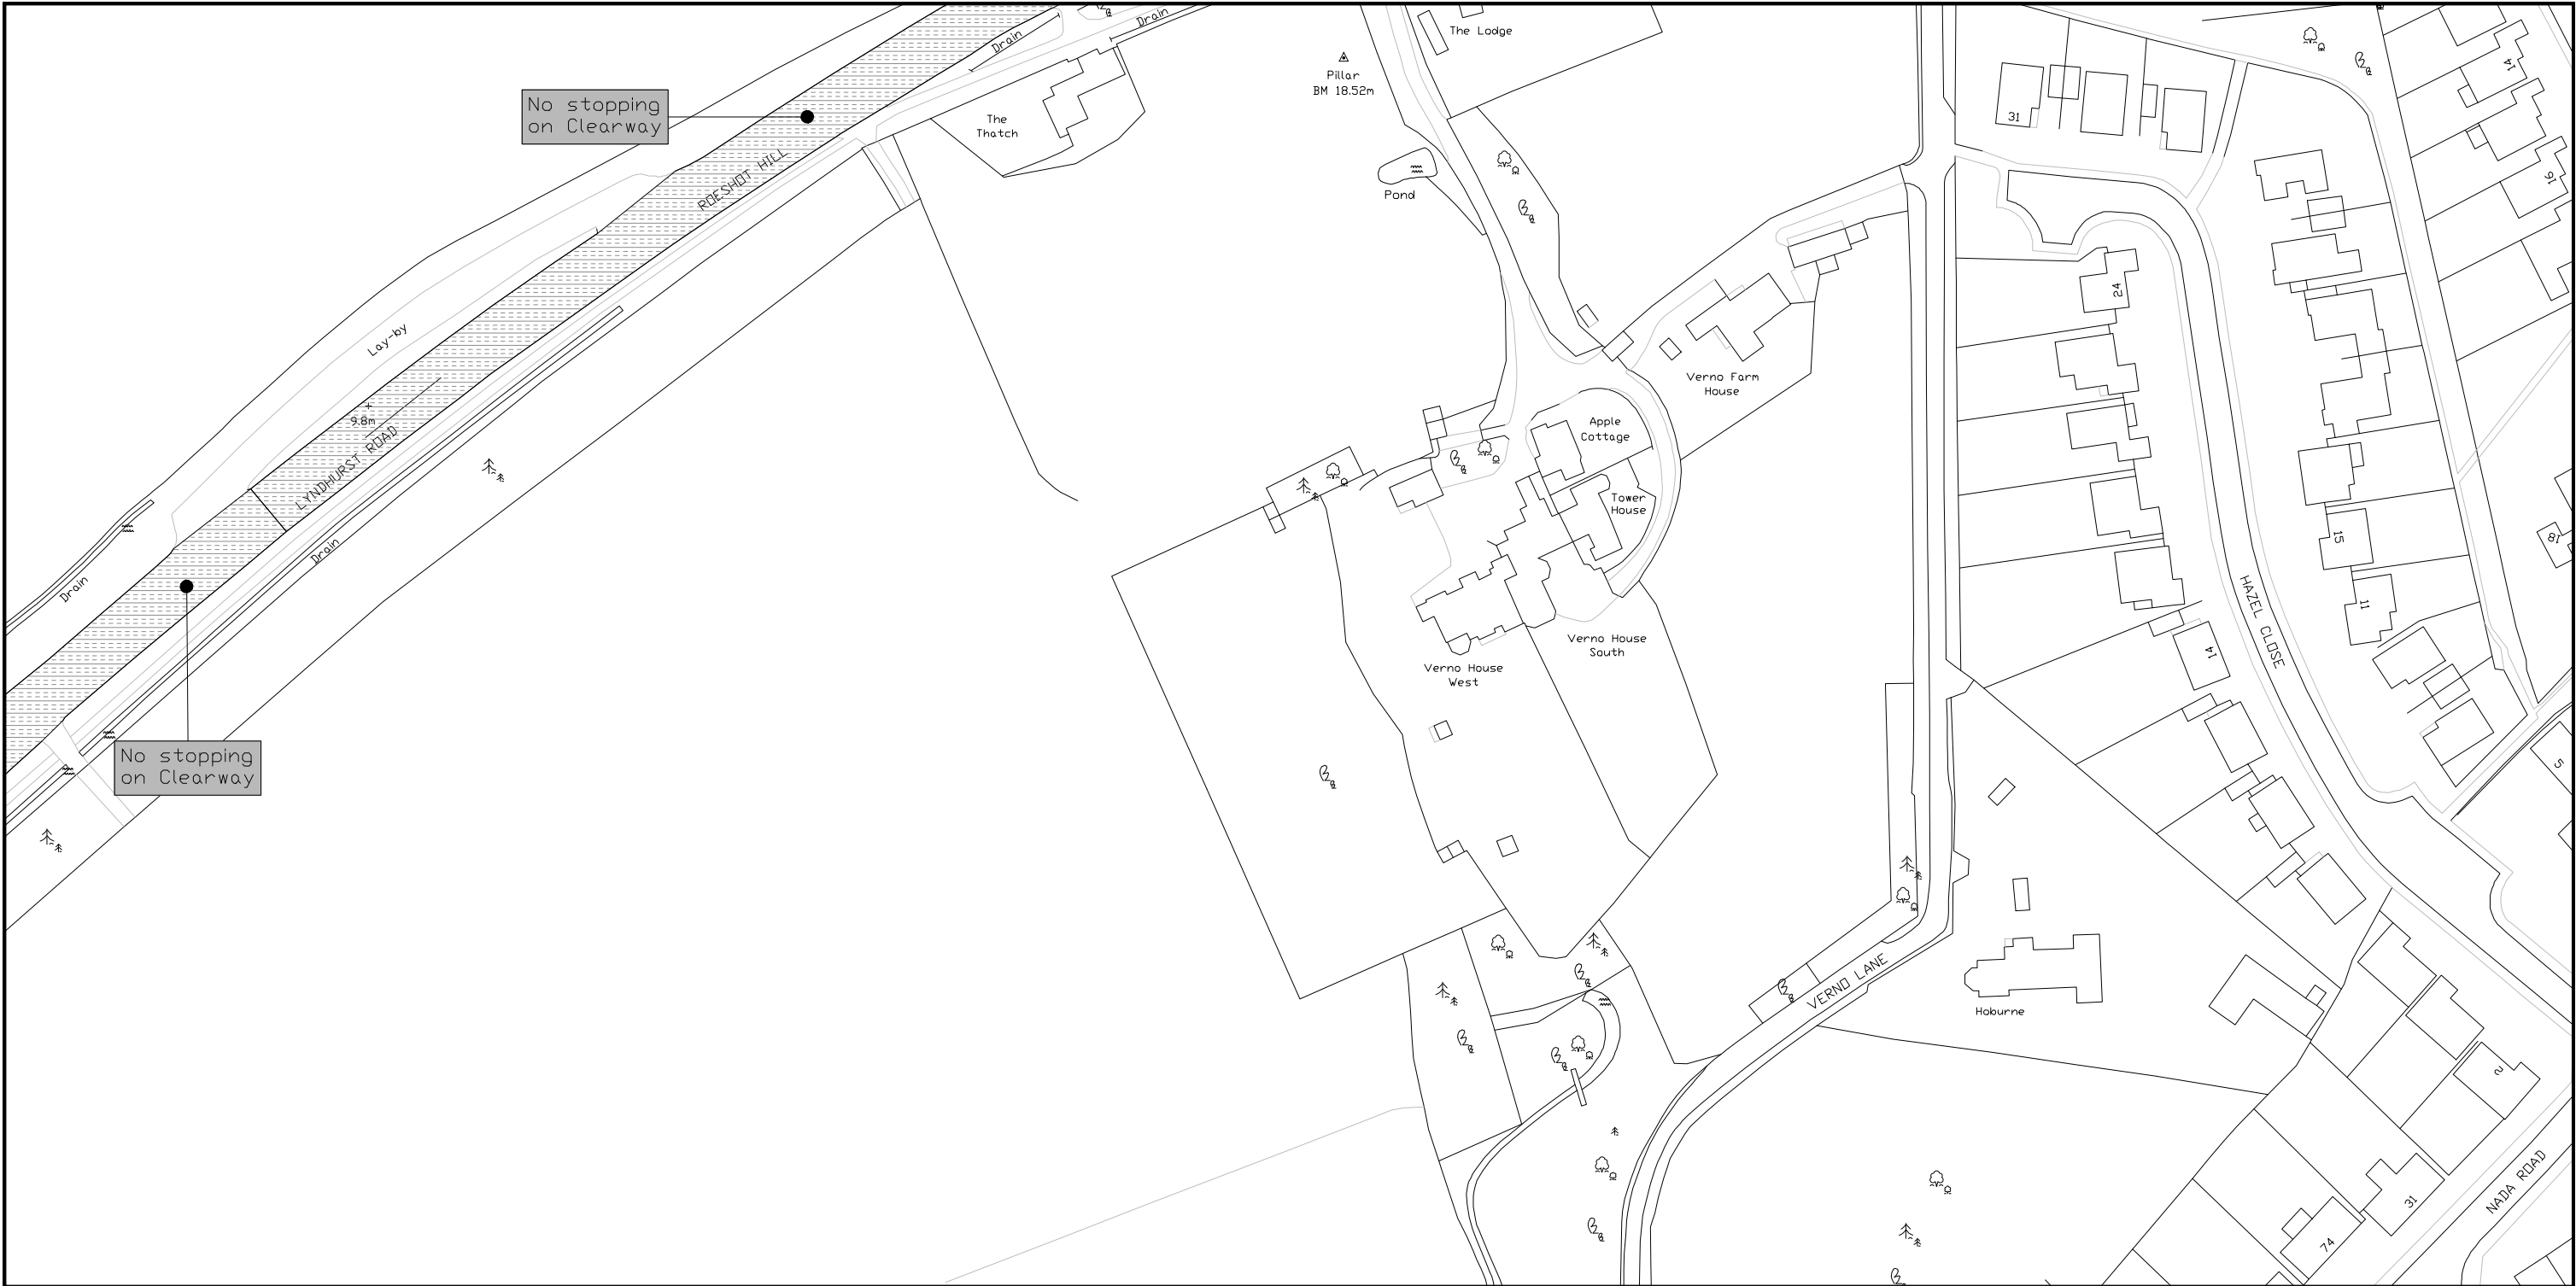 Drain
Drain
The Lodge
No stopping
on Clearway
Pillar
BM 18.52m
The
Thatch
31
14
16
ROESHOT HILL
Pond
24
Lay-by
Verno Farm
House
9.8m
LYNDHURST ROAD
Apple
Cottage
Tower
House
Drain
Drain
15
18
11
HAZEL CLOSE
14
Verno House
South
Verno House
West
No stopping
on Clearway
5
VERNO LANE
Hoburne
2
NADA ROAD
31
74